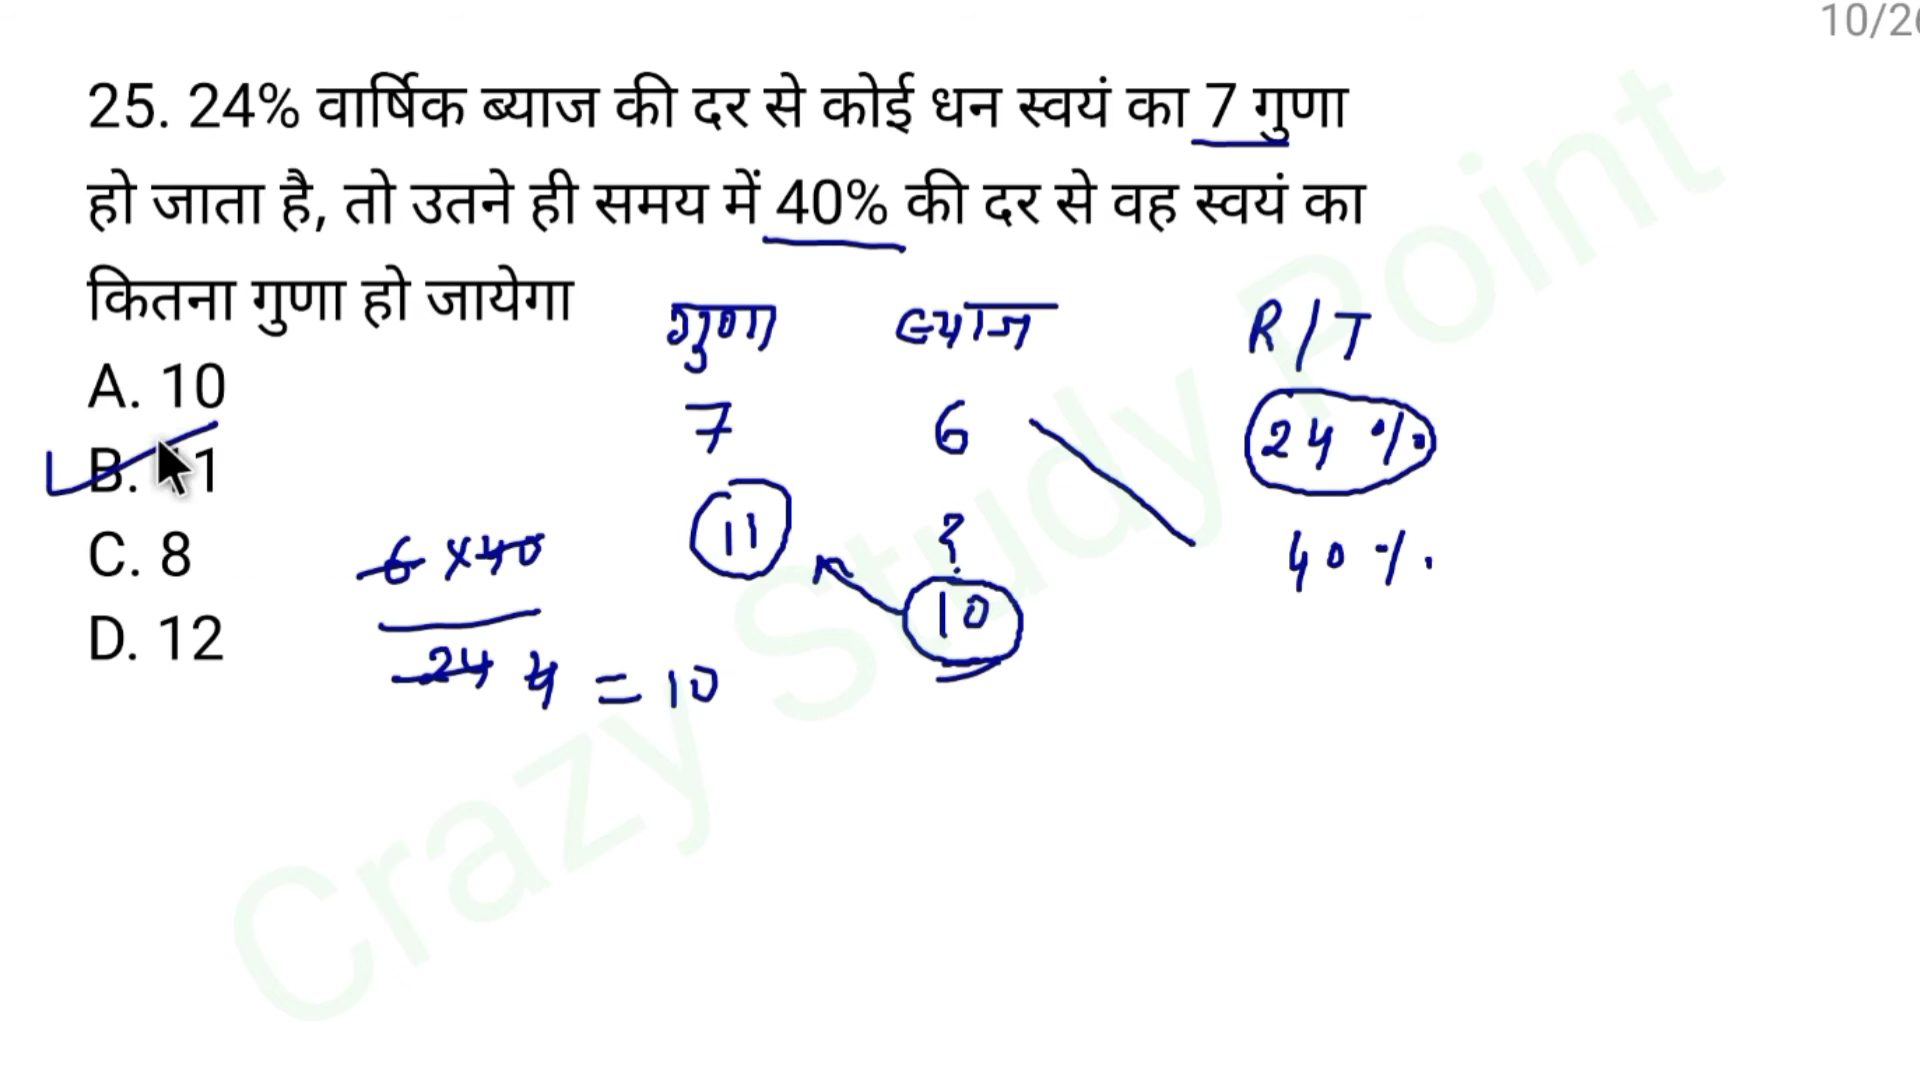 10/26
25. 24% वार्षिक ब्याज की दर से कोई धन स्वयं का 7 गुणा
हो जाता है, तो उतने ही समय में 40% की दर से वह स्वयं का
कितना गुणा हो जायेगा
गुणा ब्याज R/T
A. 10
7 6 24%
B. 11
11 ? 40%
C. 8
6 x 40
10
D. 12
24 4 = 10
Crazy Study Point